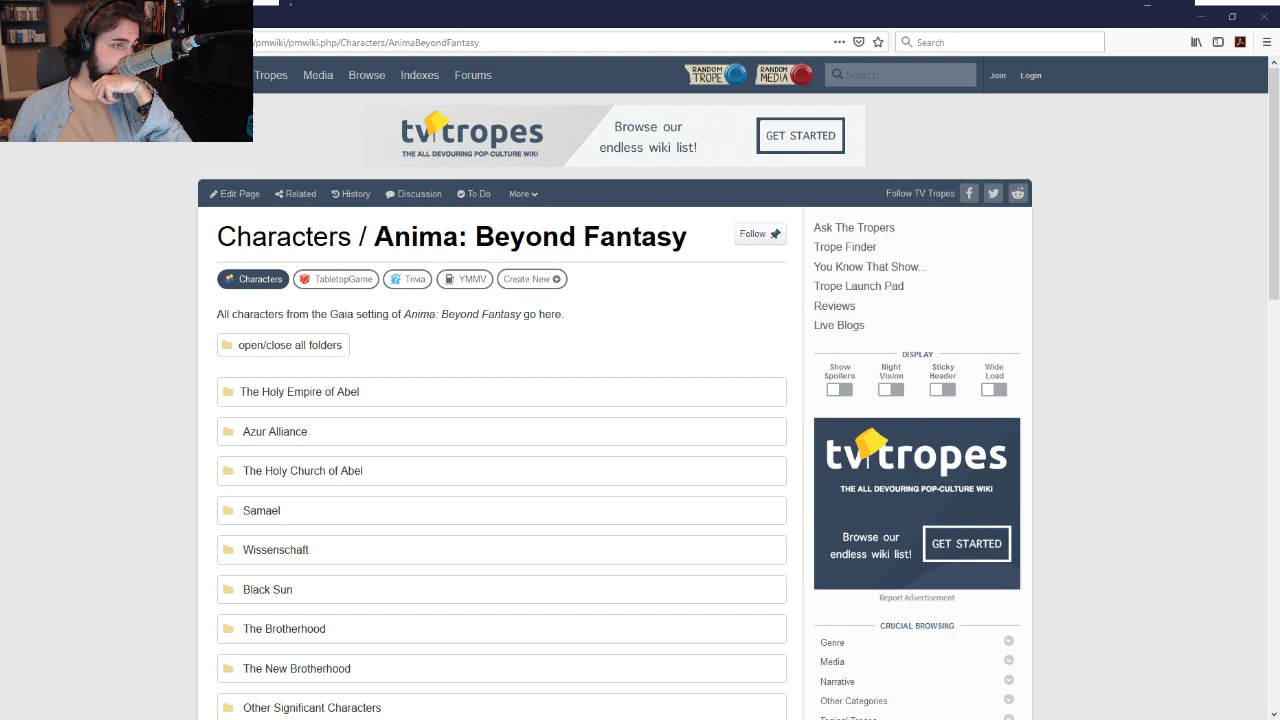 /pmwiki/pmwiki.php/Characters/AnimaBeyondFantasy
Search
Tropes Media Browse Indexes Forums
RANDOM TROPE
RANDOM MEDIA
Search
Join Login
tvtropes
THE ALL DEVOURING POP-CULTURE WIKI
Browse our
endless wiki list!
GET STARTED
Edit Page Related History Discussion To Do More
Follow TV Tropes
Characters / Anima: Beyond Fantasy
Follow
Characters TabletopGame Trivia YMMV Create New
All characters from the Gaia setting of Anima: Beyond Fantasy go here.
open/close all folders
The Holy Empire of Abel
Azur Alliance
The Holy Church of Abel
Samael
Wissenschaft
Black Sun
The Brotherhood
The New Brotherhood
Other Significant Characters
Ask The Tropers
Trope Finder
You Know That Show...
Trope Launch Pad
Reviews
Live Blogs
DISPLAY
Show Spoilers
Night Vision
Sticky Header
Wide Load
tvtropes
THE ALL DEVOURING POP-CULTURE WIKI
Browse our
endless wiki list!
GET STARTED
Report Advertisement
CRUCIAL BROWSING
Genre
Media
Narrative
Other Categories
Topical Tropes